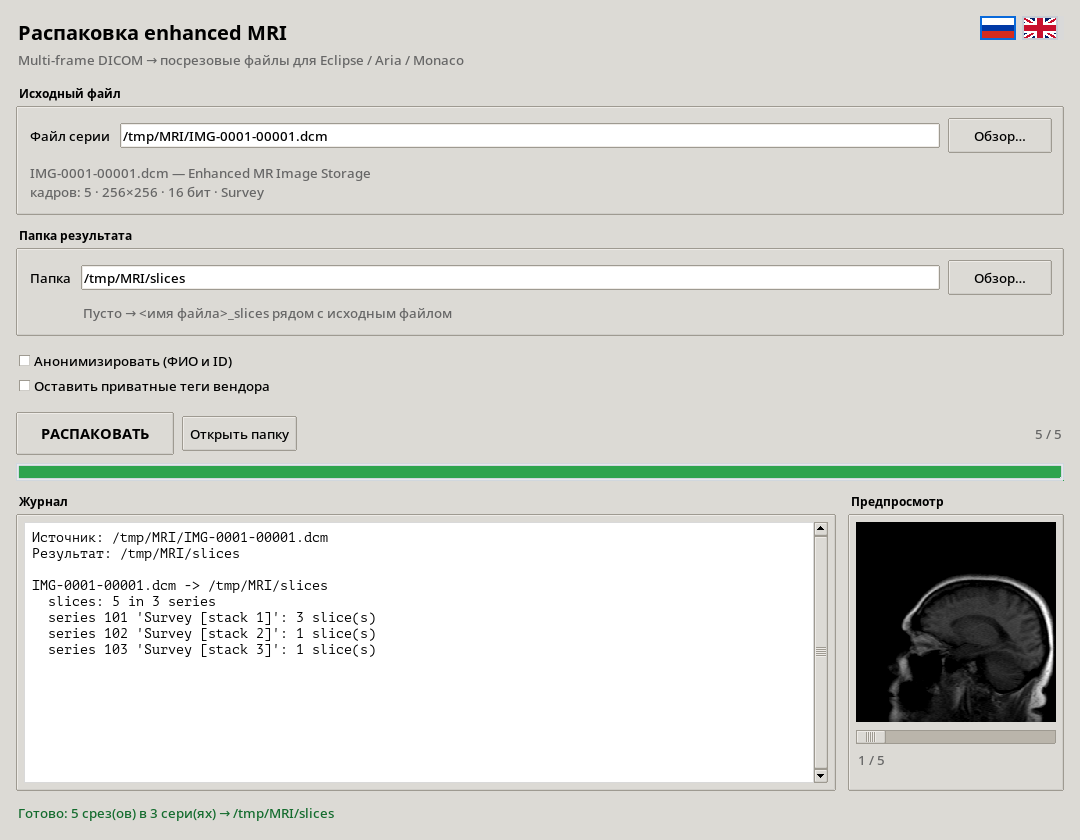 Распаковка enhanced MRI
Multi-frame DICOM → посрезовые файлы для Eclipse / Aria / Monaco
Исходный файл
Файл серии /tmp/MRI/IMG-0001-00001.dcm Обзор...
IMG-0001-00001.dcm — Enhanced MR Image Storage
кадров: 5 · 256×256 · 16 бит · Survey
Папка результата
Папка /tmp/MRI/slices Обзор...
Пусто → <имя файла>_slices рядом с исходным файлом
Анонимизировать (ФИО и ID)
Оставить приватные теги вендора
РАСПАКОВАТЬ Открыть папку 5 / 5
Журнал
Источник: /tmp/MRI/IMG-0001-00001.dcm
Результат: /tmp/MRI/slices
IMG-0001-00001.dcm -> /tmp/MRI/slices
slices: 5 in 3 series
series 101 'Survey [stack 1]': 3 slice(s)
series 102 'Survey [stack 2]': 1 slice(s)
series 103 'Survey [stack 3]': 1 slice(s)
Предпросмотр
1 / 5
Готово: 5 срез(ов) в 3 сери(ях) → /tmp/MRI/slices